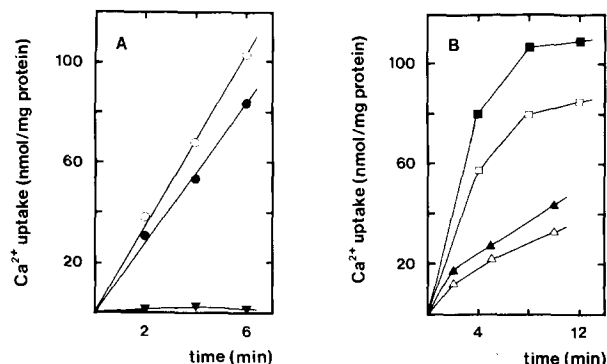 A
Ca²⁺ uptake (nmol/mg protein)
100
60
20
2
4
6
time (min)
B
Ca²⁺ uptake (nmol/mg protein)
100
60
20
4
8
12
time (min)